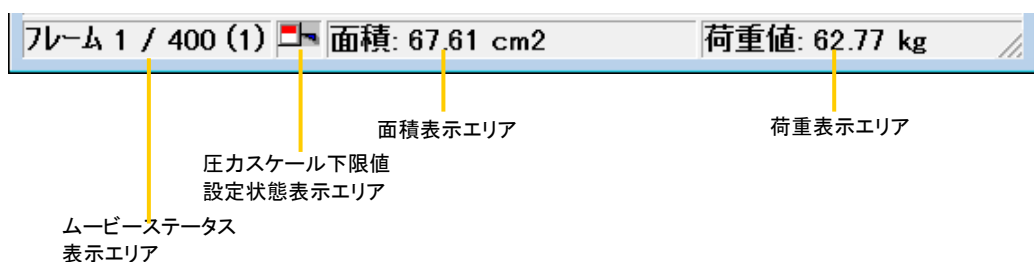 フレーム 1 / 400 (1) 面積: 67.61 cm2 荷重値: 62.77 kg
面積表示エリア
荷重表示エリア
圧力スケール下限値
設定状態表示エリア
ムービーステータス
表示エリア